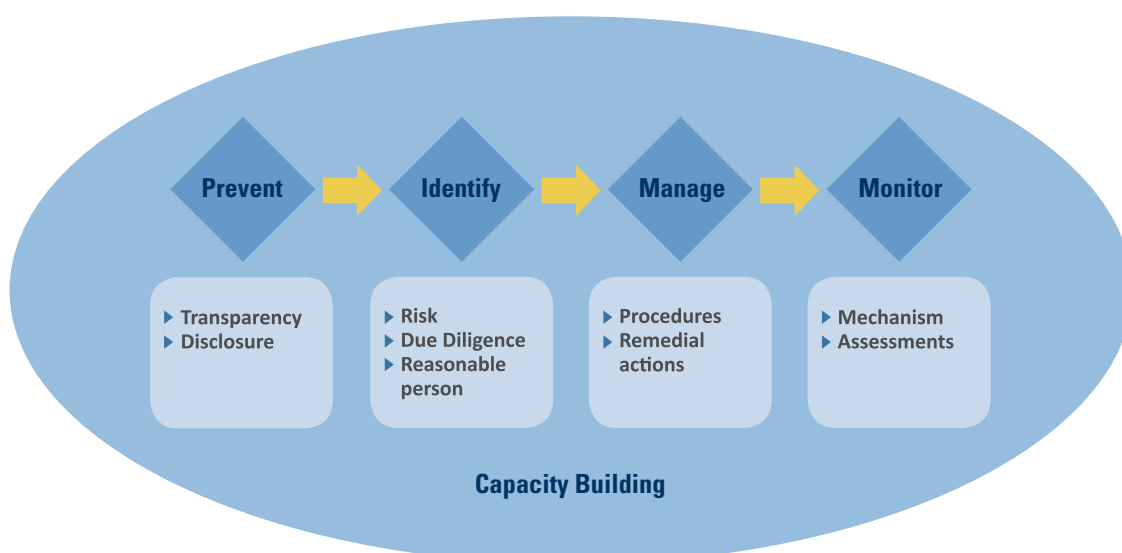 Prevent
Identify
Manage
Monitor
Transparency
Disclosure
Risk
Due Diligence
Reasonable
person
Procedures
Remedial
actions
Mechanism
Assessments
Capacity Building